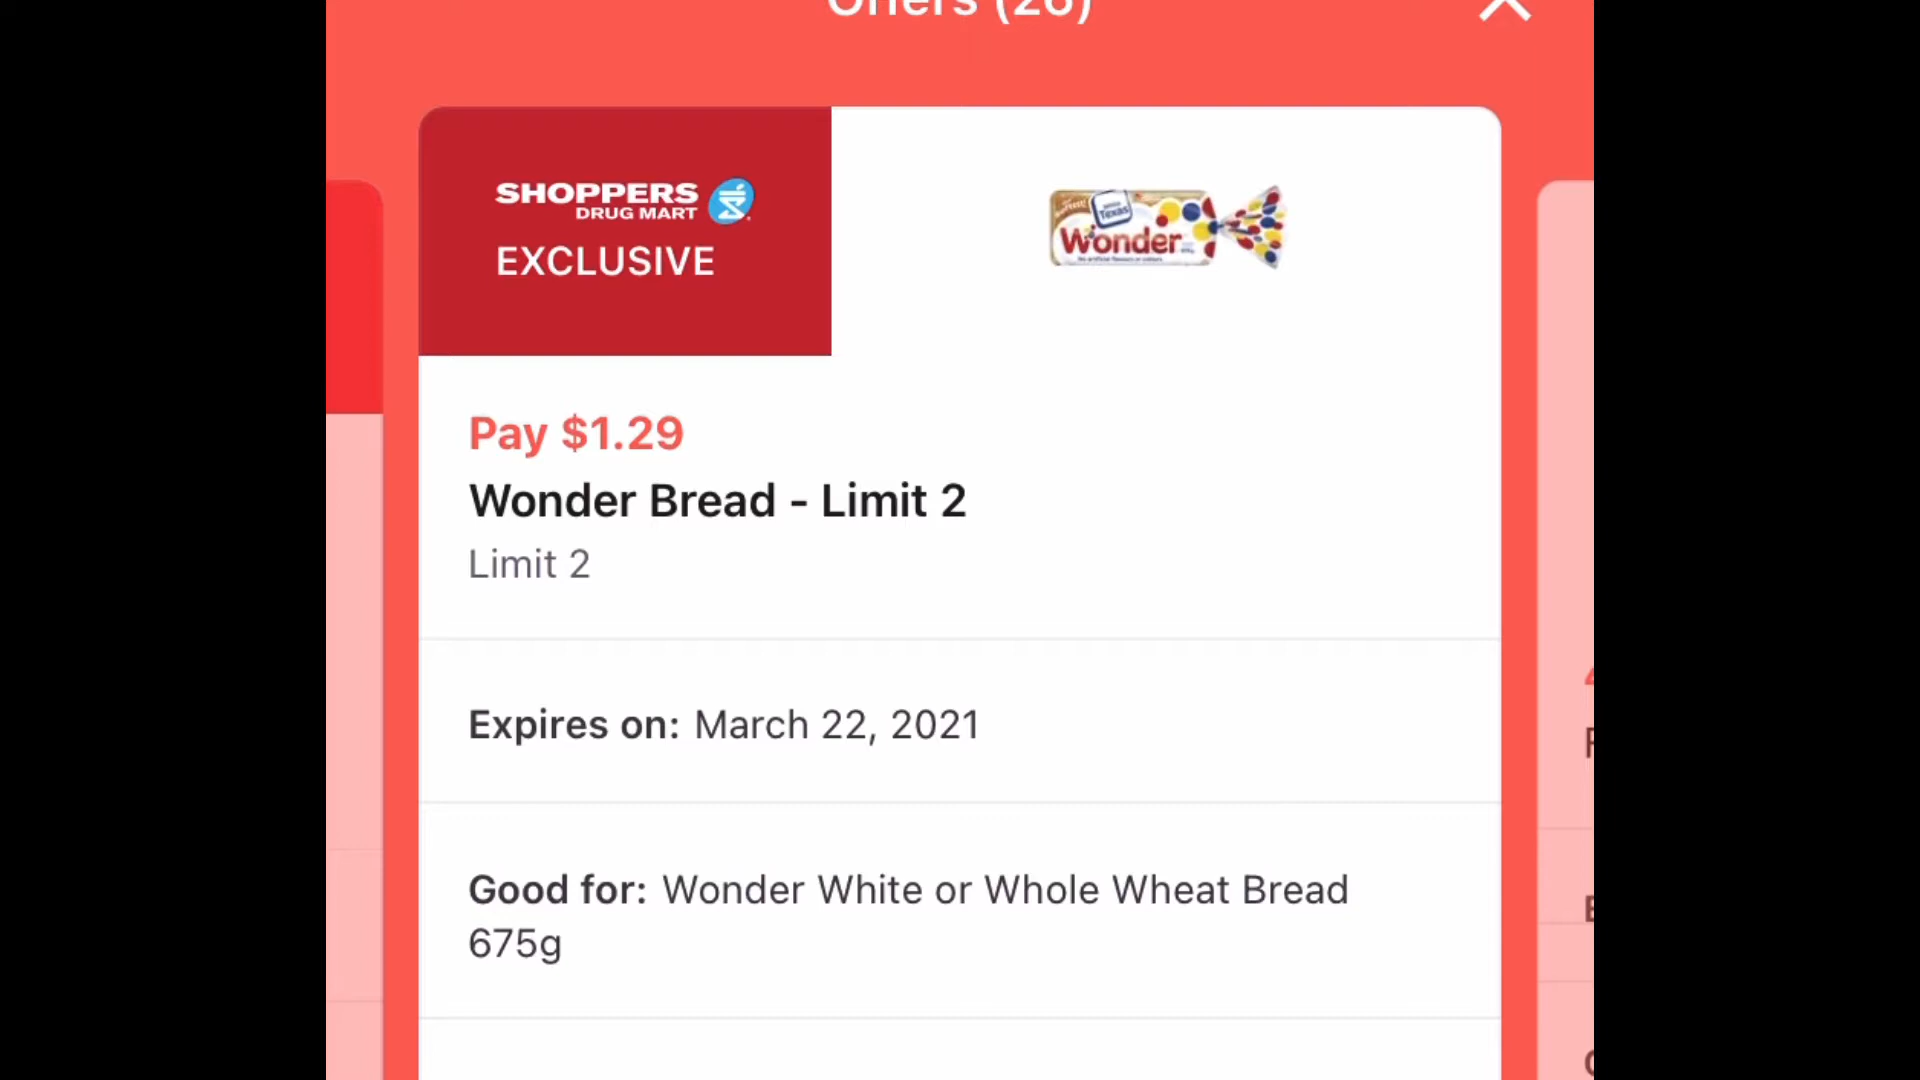 Offers (26)
SHOPPERS
DRUG MART
EXCLUSIVE
Texas
Wonder
Pay $1.29
Wonder Bread - Limit 2
Limit 2
Expires on: March 22, 2021
Good for: Wonder White or Whole Wheat Bread
675g